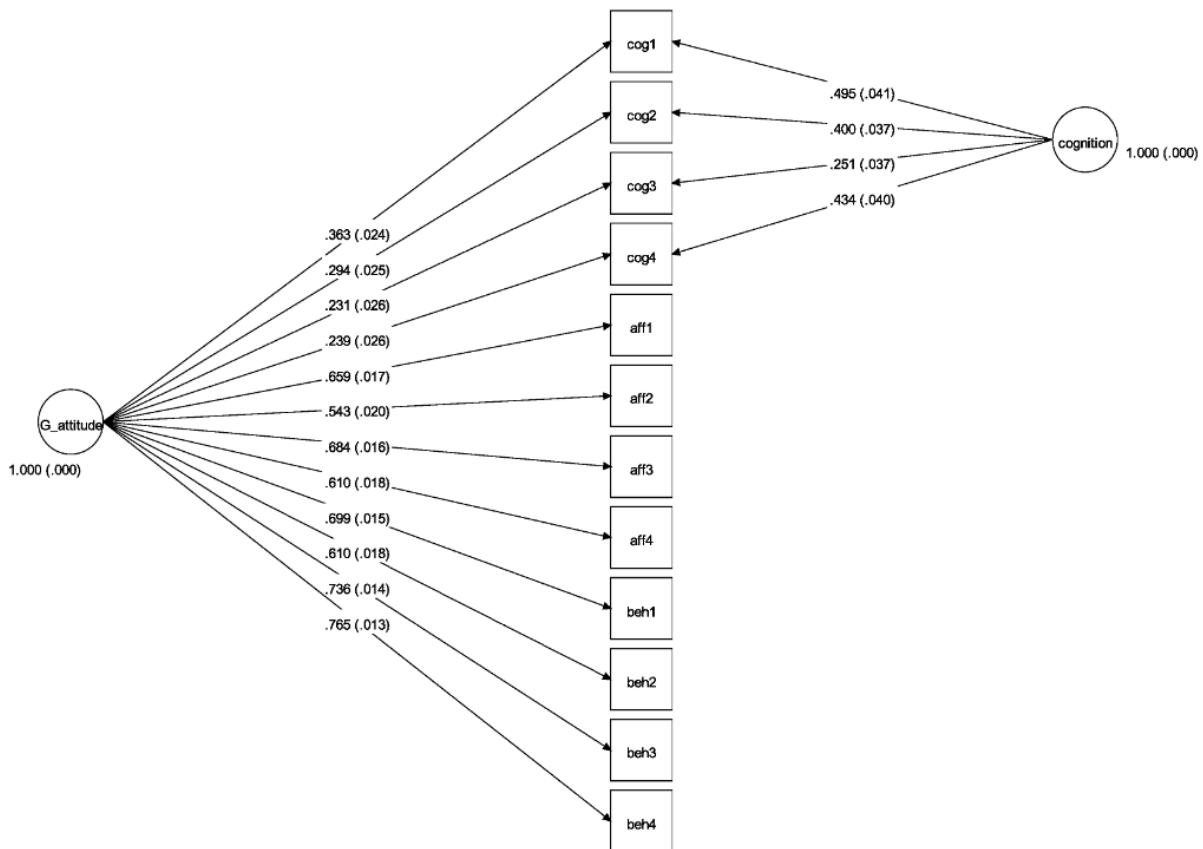 cog1
cog2
cog3
cog4
aff1
aff2
aff3
aff4
beh1
beh2
beh3
beh4
.495 (.041)
.400 (.037)
.251 (.037)
.434 (.040)
cognition
1.000 (.000)
.363 (.024)
.294 (.025)
.231 (.026)
.239 (.026)
.659 (.017)
.543 (.020)
.684 (.016)
.610 (.018)
.699 (.015)
.610 (.018)
.736 (.014)
.765 (.013)
G_attitude
1.000 (.000)